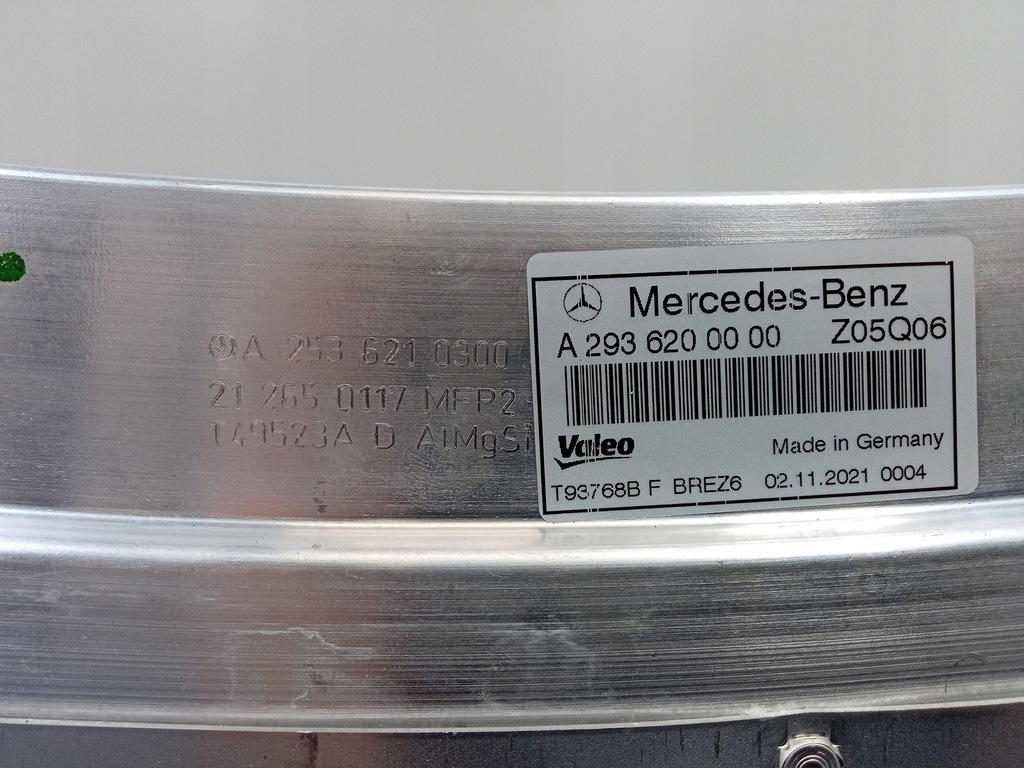 A 253 621 0300
21 265 0117 MFP2
T49523A D AlMgSi
Mercedes-Benz
A 293 620 00 00 Z05Q06
Valeo
Made in Germany
T93768B F BREZ6 02.11.2021 0004